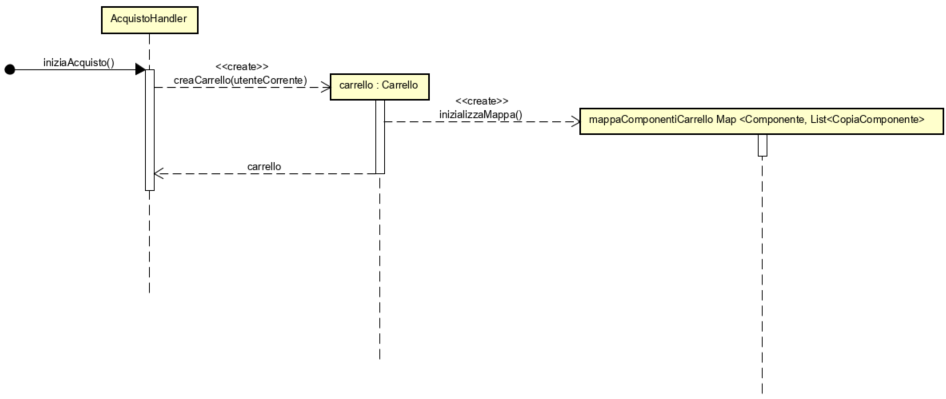 AcquistoHandler
iniziaAcquisto()
<<create>>
creaCarrello(utenteCorrente)
carrello : Carrello
<<create>>
inizializzaMappa()
mappaComponentiCarrello Map <Componente, List<CopiaComponente>
carrello